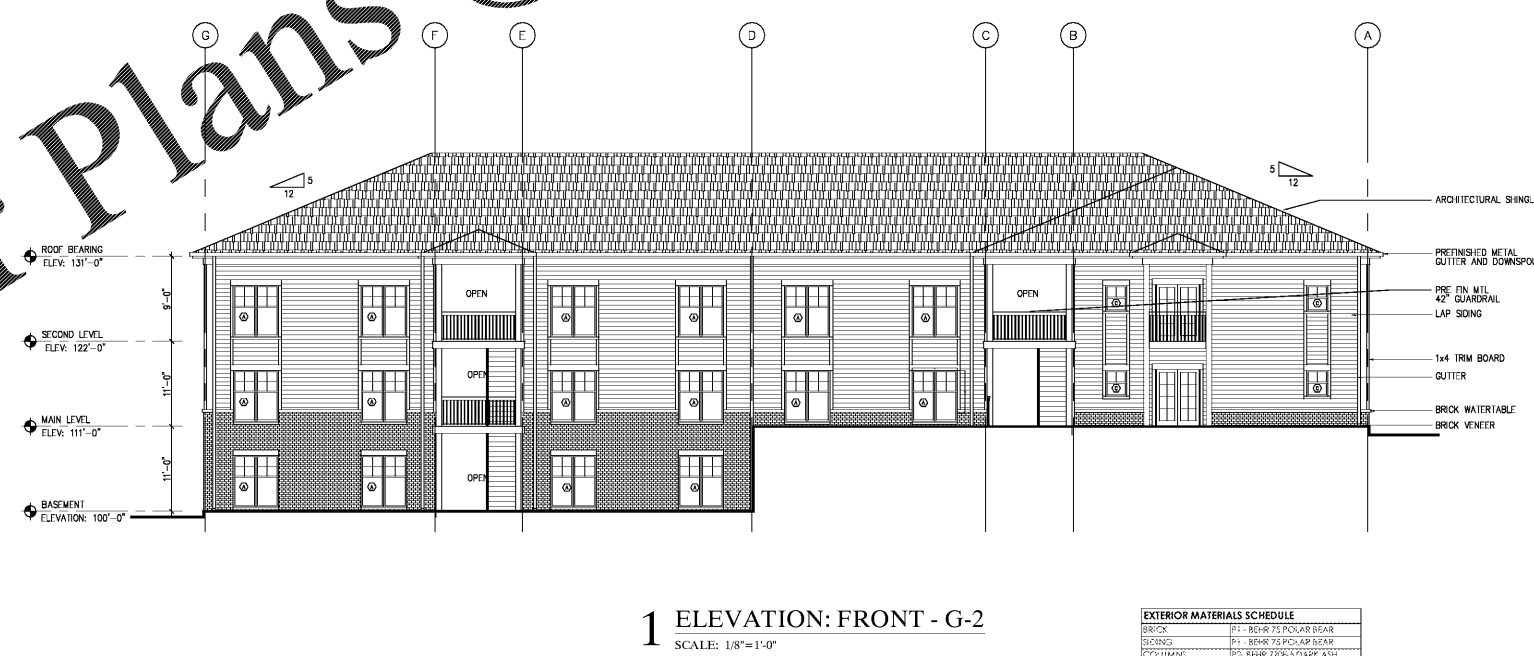 Plans
G F E D C B A
5
12
5
12
ARCHITECTURAL SHINGL
ROOF BEARING
ELEV: 131'-0"
PREFINISHED METAL
GUTTER AND DOWNSPOU
9'-0"
OPEN
OPEN
PRE FIN MTL
42" GUARDRAIL
A A A A A A C C
LAP SIDING
SECOND LEVEL
ELEV: 122'-0"
1x4 TRIM BOARD
11'-0"
OPEN
GUTTER
A A A A A A C C
BRICK WATERTABLE
MAIN LEVEL
ELEV: 111'-0"
BRICK VENEER
11'-0"
OPEN
A A A A
BASEMENT
ELEVATION: 100'-0"
1 ELEVATION: FRONT - G-2
SCALE: 1/8"=1'-0"
EXTERIOR MATERIALS SCHEDULE
BRICK P1 - BEHR 75 POLAR BEAR
SIDING P1 - BEHR 75 POLAR BEAR
COLUMNS